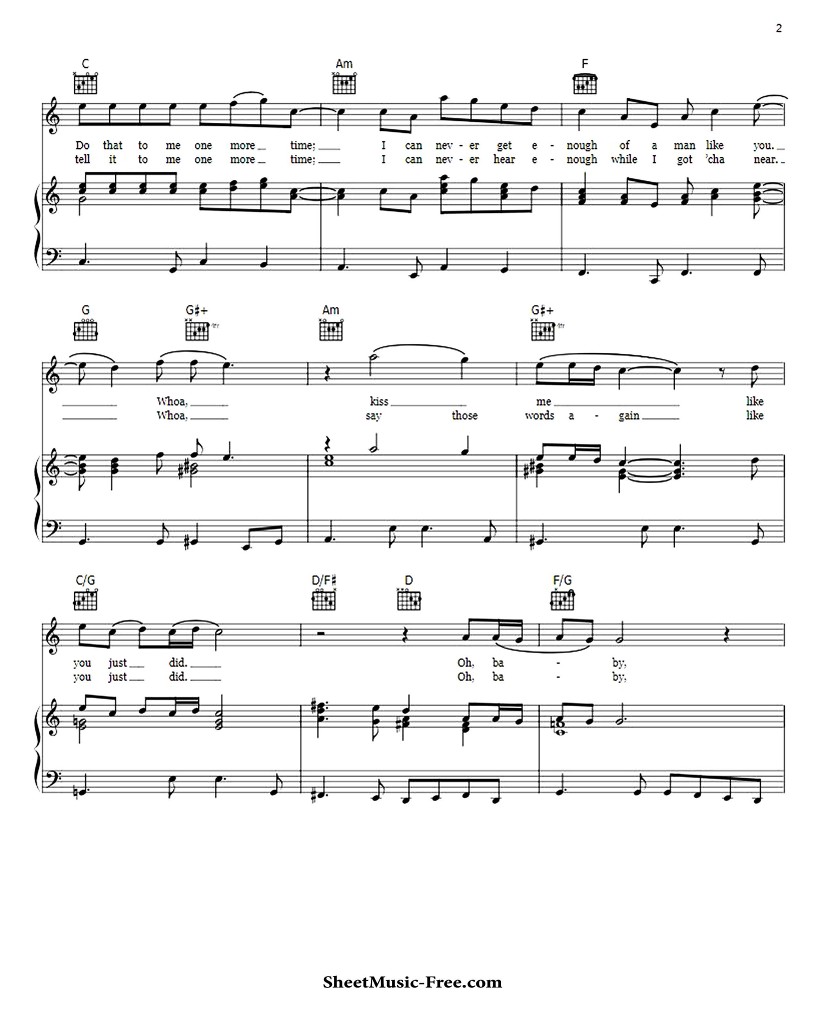 2
C Am F
Do that to me one more time; I can nev - er get e - nough of a man like you.
tell it to me one more time; I can nev - er hear e - nough while I got 'cha near.
G G♯+ Am G♯+
Whoa, kiss me like
Whoa, say those words a - gain like
C/G D/F♯ D F/G
you just did. Oh, ba - by,
you just did. Oh, ba - by,
SheetMusic-Free.com